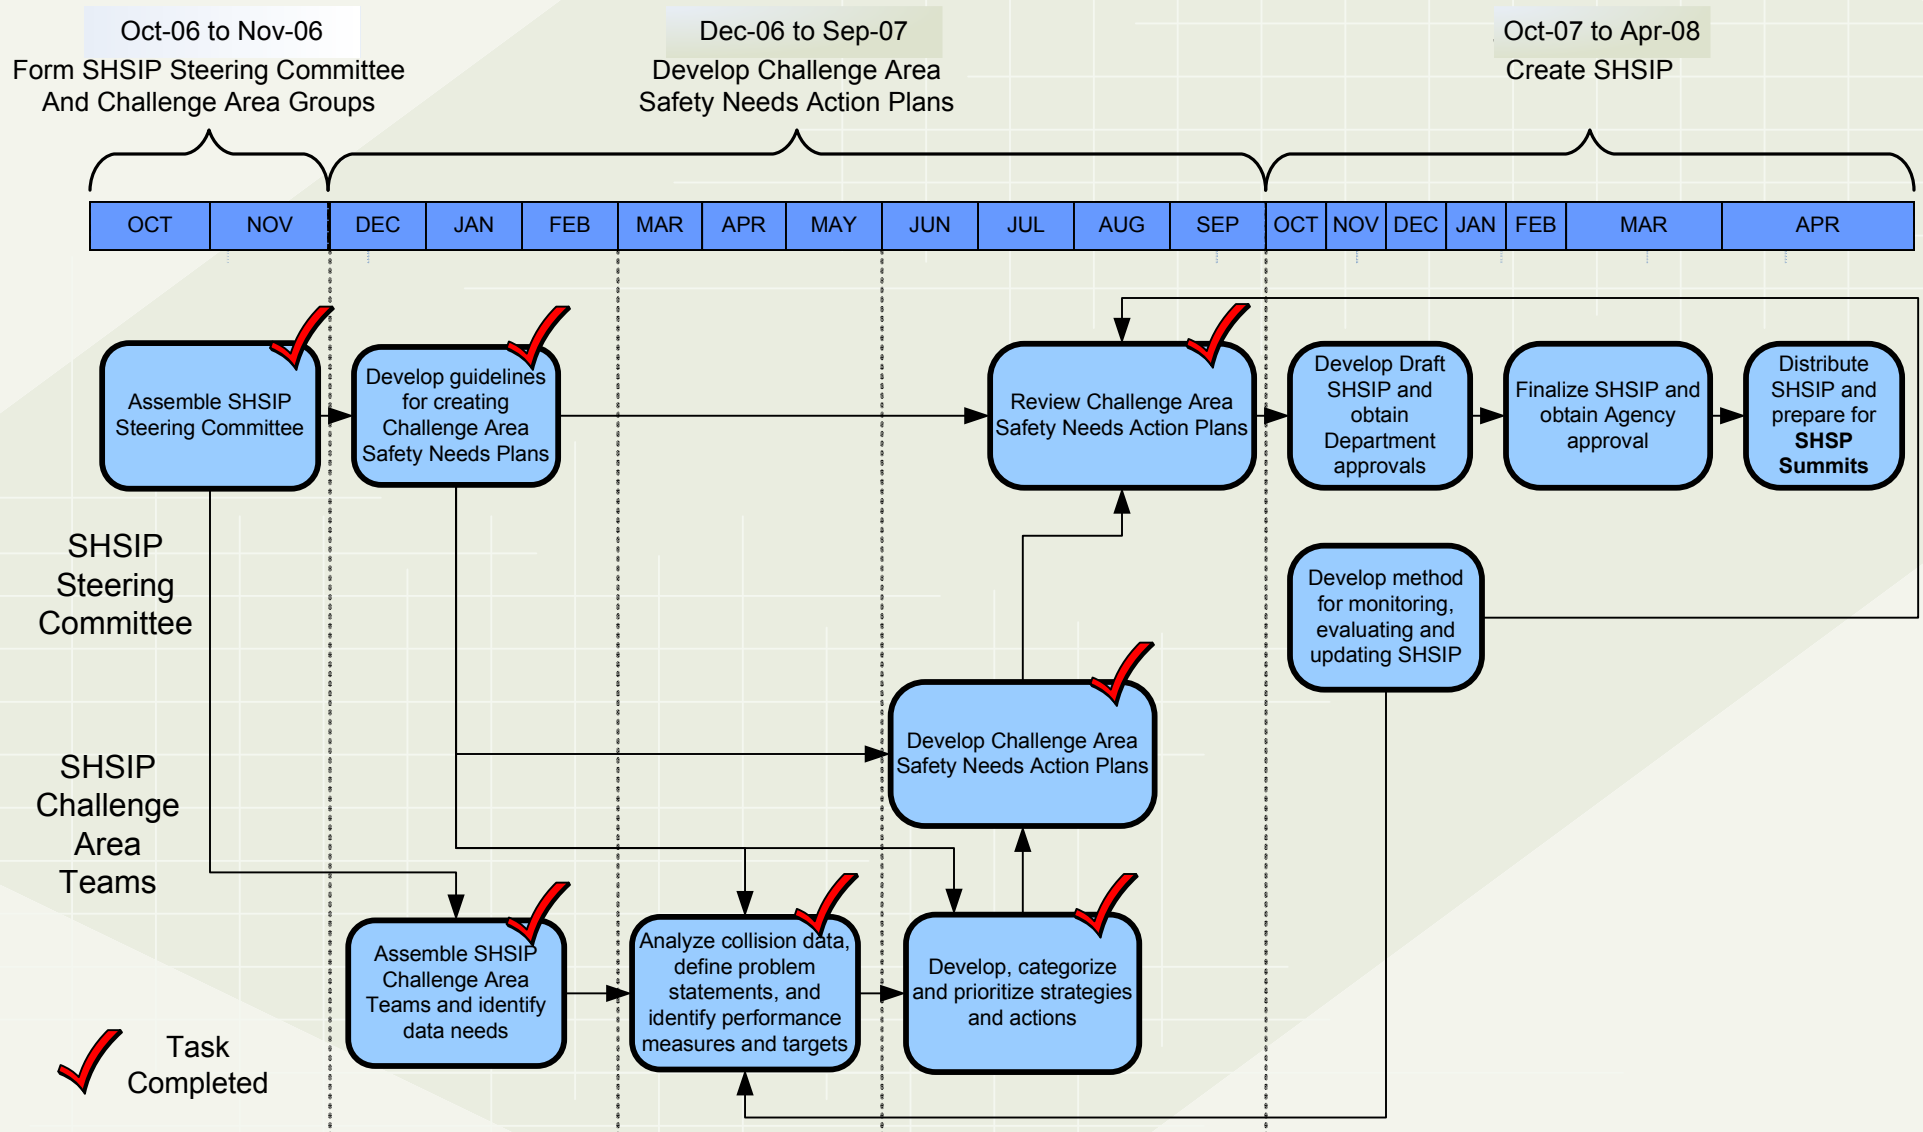 Oct-06 to Nov-06
Form SHSIP Steering Committee
And Challenge Area Groups
Dec-06 to Sep-07
Develop Challenge Area
Safety Needs Action Plans
Oct-07 to Apr-08
Create SHSIP
OCT NOV DEC JAN FEB MAR APR MAY JUN JUL AUG SEP OCT NOV DEC JAN FEB MAR APR
Assemble SHSIP
Steering Committee
Develop guidelines
for creating
Challenge Area
Safety Needs Plans
Review Challenge Area
Safety Needs Action Plans
Develop Draft
SHSIP and
obtain
Department
approvals
Finalize SHSIP and
obtain Agency
approval
Distribute
SHSIP and
prepare for
SHSP
Summits
SHSIP
Steering
Committee
Develop method
for monitoring,
evaluating and
updating SHSIP
Develop Challenge Area
Safety Needs Action Plans
SHSIP
Challenge
Area
Teams
Assemble SHSIP
Challenge Area
Teams and identify
data needs
Analyze collision data,
define problem
statements, and
identify performance
measures and targets
Develop, categorize
and prioritize strategies
and actions
Task
Completed